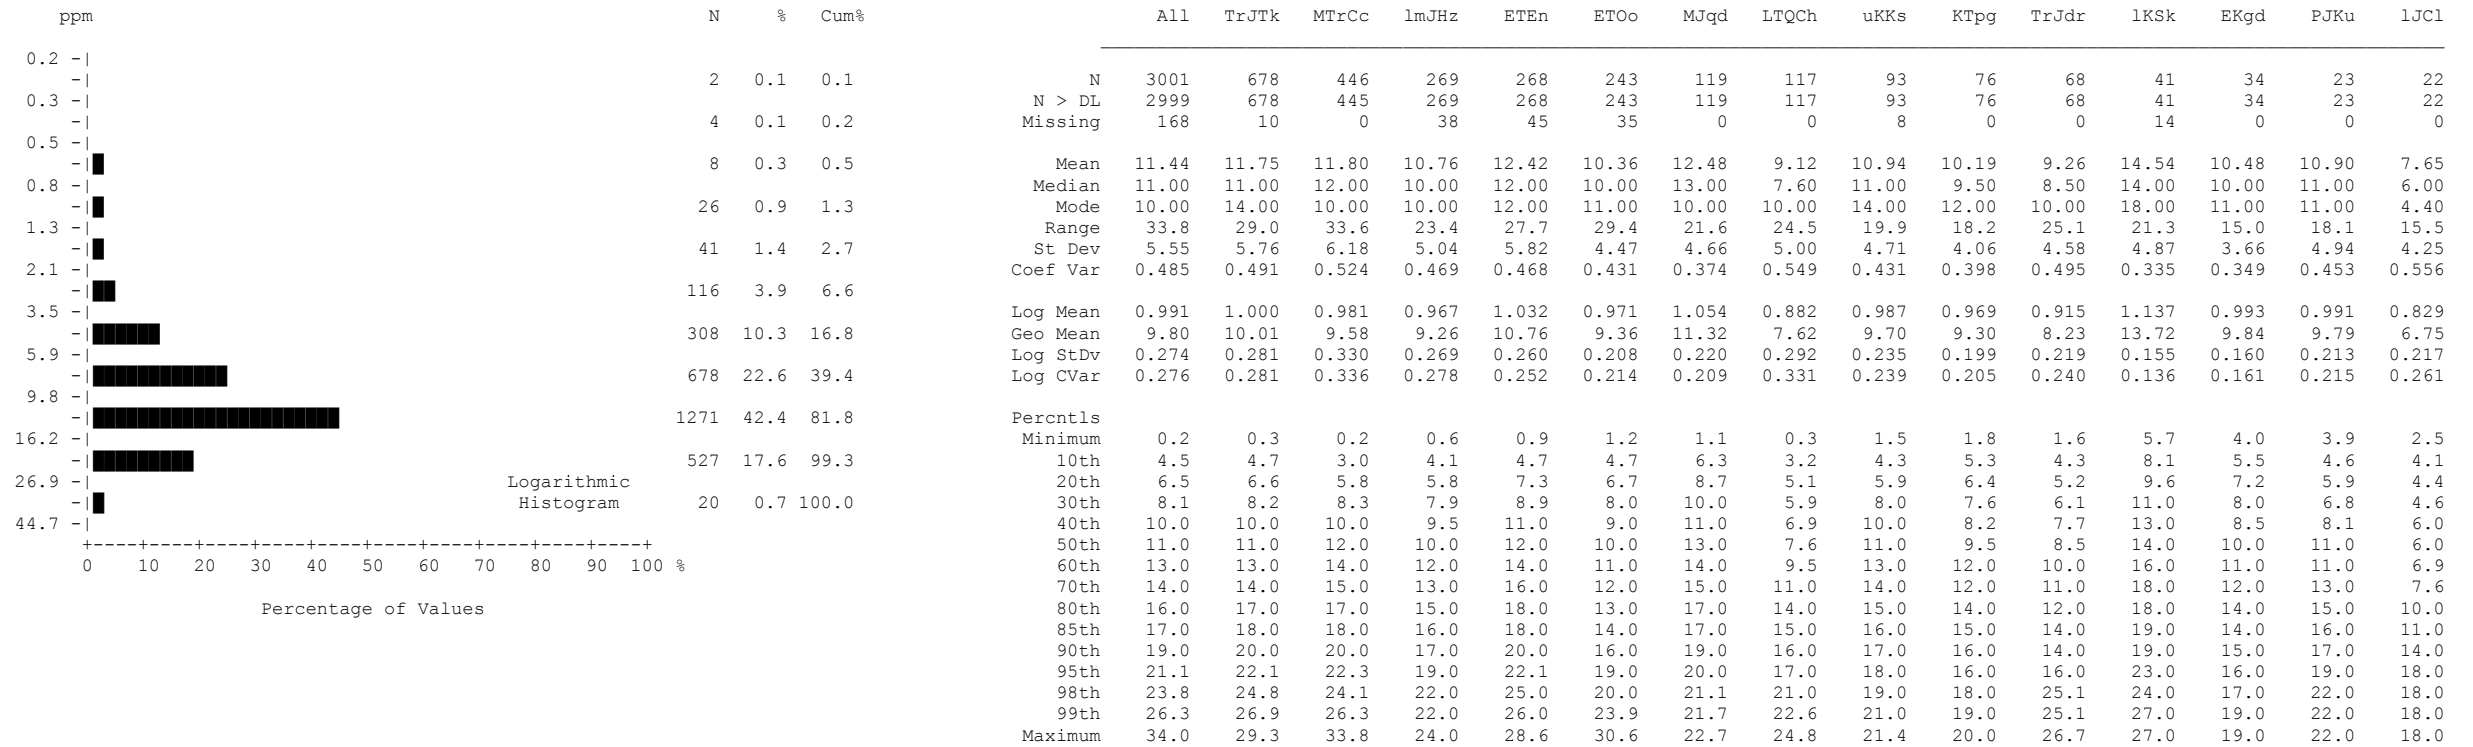 ppm N % Cum% All TrJTk MTrCc lmJHz ETEn ETOo MJqd LTQCh uKKs KTpg TrJdr lKSk EKgd PJKu lJCl
0.2 -|
-| 2 0.1 0.1 N 3001 678 446 269 268 243 119 117 93 76 68 41 34 23 22
0.3 -| N > DL 2999 678 445 269 268 243 119 117 93 76 68 41 34 23 22
-| 4 0.1 0.2 Missing 168 10 0 38 45 35 0 0 8 0 0 14 0 0 0
0.5 -|
-| 8 0.3 0.5 Mean 11.44 11.75 11.80 10.76 12.42 10.36 12.48 9.12 10.94 10.19 9.26 14.54 10.48 10.90 7.65
0.8 -| Median 11.00 11.00 12.00 10.00 12.00 10.00 13.00 7.60 11.00 9.50 8.50 14.00 10.00 11.00 6.00
-| 26 0.9 1.3 Mode 10.00 14.00 10.00 10.00 12.00 11.00 10.00 10.00 14.00 12.00 10.00 18.00 11.00 11.00 4.40
1.3 -| Range 33.8 29.0 33.6 23.4 27.7 29.4 21.6 24.5 19.9 18.2 25.1 21.3 15.0 18.1 15.5
-| 41 1.4 2.7 St Dev 5.55 5.76 6.18 5.04 5.82 4.47 4.66 5.00 4.71 4.06 4.58 4.87 3.66 4.94 4.25
2.1 -| Coef Var 0.485 0.491 0.524 0.469 0.468 0.431 0.374 0.549 0.431 0.398 0.495 0.335 0.349 0.453 0.556
-| 116 3.9 6.6
3.5 -| Log Mean 0.991 1.000 0.981 0.967 1.032 0.971 1.054 0.882 0.987 0.969 0.915 1.137 0.993 0.991 0.829
-| 308 10.3 16.8 Geo Mean 9.80 10.01 9.58 9.26 10.76 9.36 11.32 7.62 9.70 9.30 8.23 13.72 9.84 9.79 6.75
5.9 -| Log StDv 0.274 0.281 0.330 0.269 0.260 0.208 0.220 0.292 0.235 0.199 0.219 0.155 0.160 0.213 0.217
-| 678 22.6 39.4 Log CVar 0.276 0.281 0.336 0.278 0.252 0.214 0.209 0.331 0.239 0.205 0.240 0.136 0.161 0.215 0.261
9.8 -|
-| 1271 42.4 81.8 Percntls
16.2 -| Minimum 0.2 0.3 0.2 0.6 0.9 1.2 1.1 0.3 1.5 1.8 1.6 5.7 4.0 3.9 2.5
-| 527 17.6 99.3 10th 4.5 4.7 3.0 4.1 4.7 4.7 6.3 3.2 4.3 5.3 4.3 8.1 5.5 4.6 4.1
26.9 -| Logarithmic 20th 6.5 6.6 5.8 5.8 7.3 6.7 8.7 5.1 5.9 6.4 5.2 9.6 7.2 5.9 4.4
-| Histogram 20 0.7 100.0 30th 8.1 8.2 8.3 7.9 8.9 8.0 10.0 5.9 8.0 7.6 6.1 11.0 8.0 6.8 4.6
44.7 -| 40th 10.0 10.0 10.0 9.5 11.0 9.0 11.0 6.9 10.0 8.2 7.7 13.0 8.5 8.1 6.0
+----+----+----+----+----+----+----+----+----+----+ 50th 11.0 11.0 12.0 10.0 12.0 10.0 13.0 7.6 11.0 9.5 8.5 14.0 10.0 11.0 6.0
0 10 20 30 40 50 60 70 80 90 100 % 60th 13.0 13.0 14.0 12.0 14.0 11.0 14.0 9.5 13.0 12.0 10.0 16.0 11.0 11.0 6.9
70th 14.0 14.0 15.0 13.0 16.0 12.0 15.0 11.0 14.0 12.0 11.0 18.0 12.0 13.0 7.6
Percentage of Values 80th 16.0 17.0 17.0 15.0 18.0 13.0 17.0 14.0 15.0 14.0 12.0 18.0 14.0 15.0 10.0
85th 17.0 18.0 18.0 16.0 18.0 14.0 17.0 15.0 16.0 15.0 14.0 19.0 14.0 16.0 11.0
90th 19.0 20.0 20.0 17.0 20.0 16.0 19.0 16.0 17.0 16.0 14.0 19.0 15.0 17.0 14.0
95th 21.1 22.1 22.3 19.0 22.1 19.0 20.0 17.0 18.0 16.0 16.0 23.0 16.0 19.0 18.0
98th 23.8 24.8 24.1 22.0 25.0 20.0 21.1 21.0 19.0 18.0 25.1 24.0 17.0 22.0 18.0
99th 26.3 26.9 26.3 22.0 26.0 23.9 21.7 22.6 21.0 19.0 25.1 27.0 19.0 22.0 18.0
Maximum 34.0 29.3 33.8 24.0 28.6 30.6 22.7 24.8 21.4 20.0 26.7 27.0 19.0 22.0 18.0